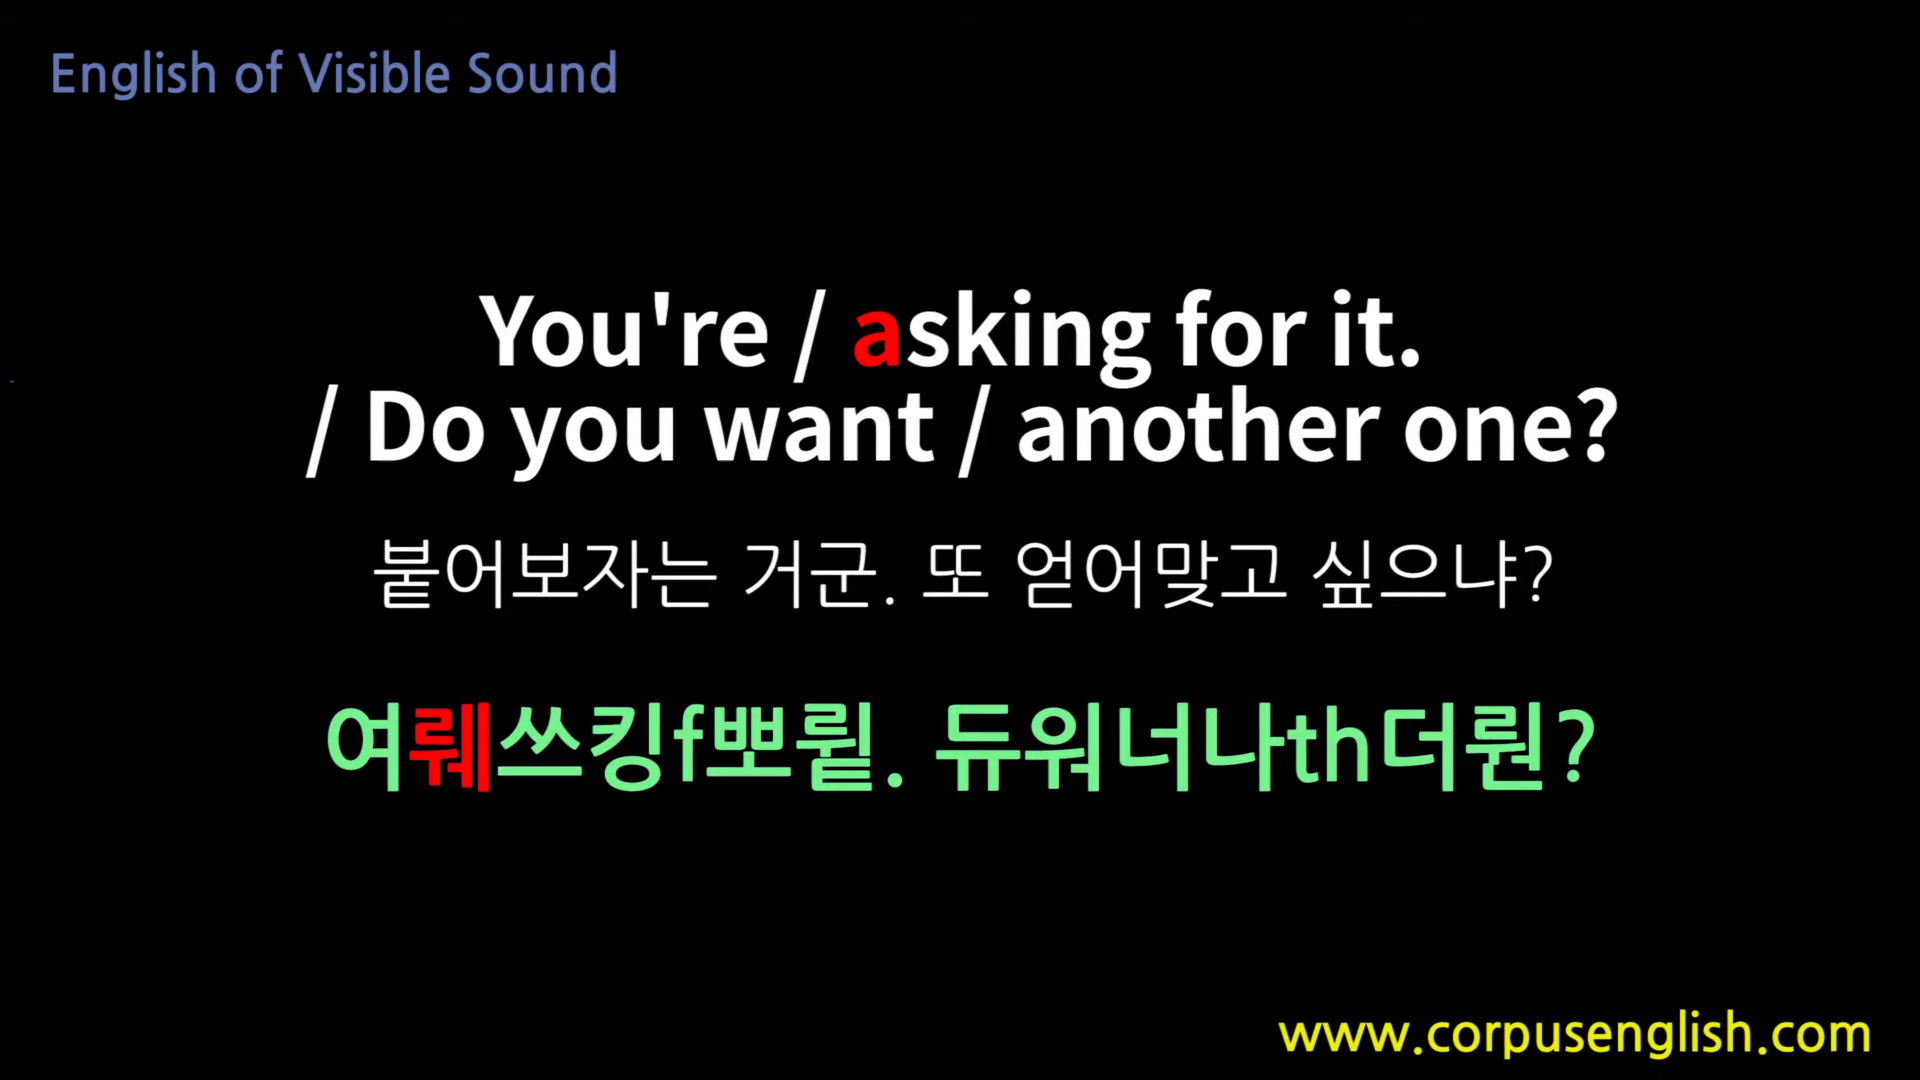 English of Visible Sound
You're / asking for it.
/ Do you want / another one?
붙어보자는 거군. 또 얻어맞고 싶으냐?
여뤠쓰킹f뽀륕. 듀워너나th더뤈?
www.corpusenglish.com